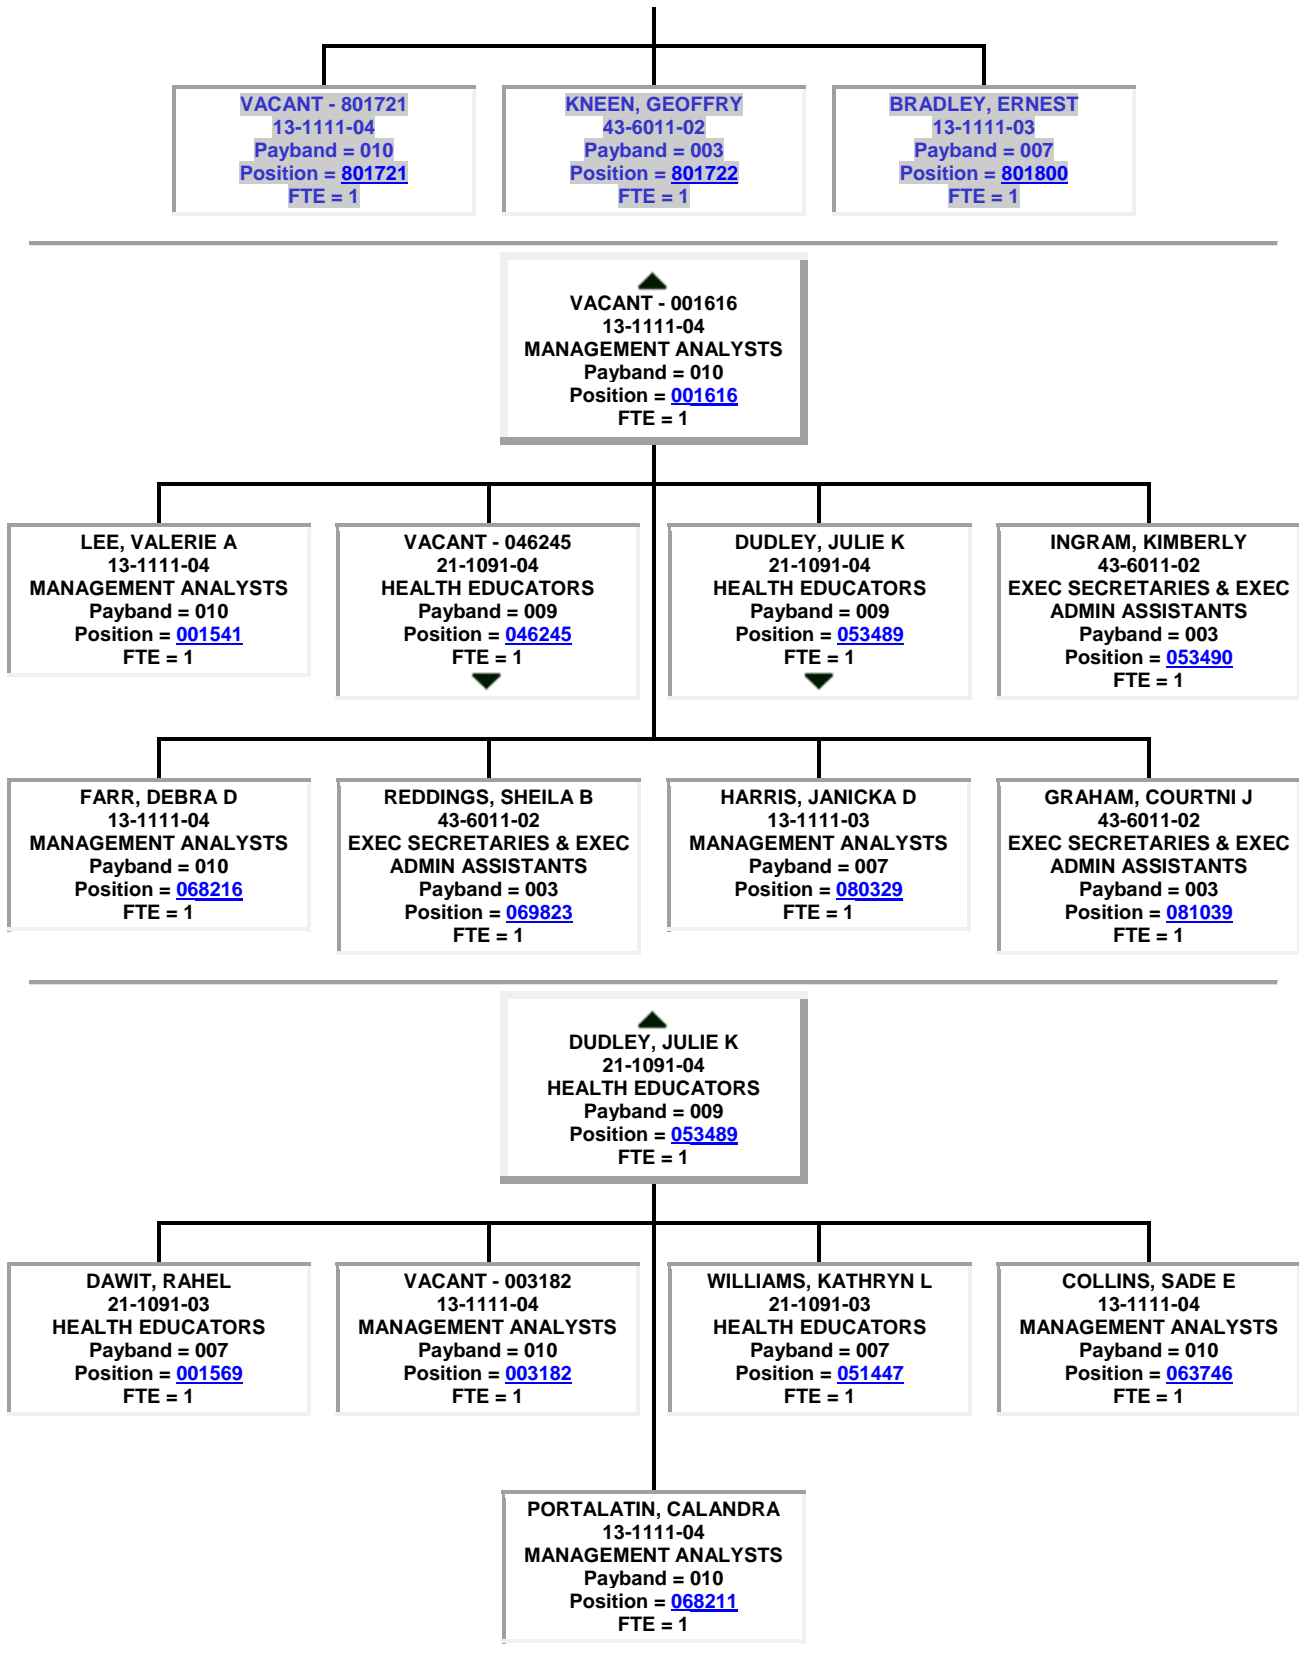 VACANT - 801721
13-1111-04
Payband = 010
Position = 801721
FTE = 1
KNEEN, GEOFFRY
43-6011-02
Payband = 003
Position = 801722
FTE = 1
BRADLEY, ERNEST
13-1111-03
Payband = 007
Position = 801800
FTE = 1
VACANT - 001616
13-1111-04
MANAGEMENT ANALYSTS
Payband = 010
Position = 001616
FTE = 1
LEE, VALERIE A
13-1111-04
MANAGEMENT ANALYSTS
Payband = 010
Position = 001541
FTE = 1
VACANT - 046245
21-1091-04
HEALTH EDUCATORS
Payband = 009
Position = 046245
FTE = 1
DUDLEY, JULIE K
21-1091-04
HEALTH EDUCATORS
Payband = 009
Position = 053489
FTE = 1
INGRAM, KIMBERLY
43-6011-02
EXEC SECRETARIES & EXEC
ADMIN ASSISTANTS
Payband = 003
Position = 053490
FTE = 1
FARR, DEBRA D
13-1111-04
MANAGEMENT ANALYSTS
Payband = 010
Position = 068216
FTE = 1
REDDINGS, SHEILA B
43-6011-02
EXEC SECRETARIES & EXEC
ADMIN ASSISTANTS
Payband = 003
Position = 069823
FTE = 1
HARRIS, JANICKA D
13-1111-03
MANAGEMENT ANALYSTS
Payband = 007
Position = 080329
FTE = 1
GRAHAM, COURTNI J
43-6011-02
EXEC SECRETARIES & EXEC
ADMIN ASSISTANTS
Payband = 003
Position = 081039
FTE = 1
DUDLEY, JULIE K
21-1091-04
HEALTH EDUCATORS
Payband = 009
Position = 053489
FTE = 1
DAWIT, RAHEL
21-1091-03
HEALTH EDUCATORS
Payband = 007
Position = 001569
FTE = 1
VACANT - 003182
13-1111-04
MANAGEMENT ANALYSTS
Payband = 010
Position = 003182
FTE = 1
WILLIAMS, KATHRYN L
21-1091-03
HEALTH EDUCATORS
Payband = 007
Position = 051447
FTE = 1
COLLINS, SADE E
13-1111-04
MANAGEMENT ANALYSTS
Payband = 010
Position = 063746
FTE = 1
PORTALATIN, CALANDRA
13-1111-04
MANAGEMENT ANALYSTS
Payband = 010
Position = 068211
FTE = 1